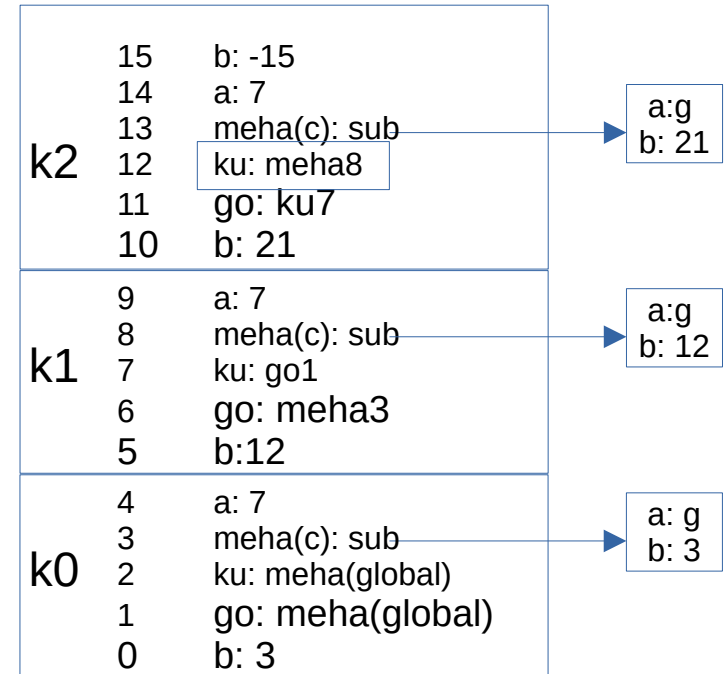 15 b: -15
14 a: 7
13 meha(c): sub
a:g
b: 21
k2
12 ku: meha8
11 go: ku7
10 b: 21
9 a: 7
8 meha(c): sub
a:g
b: 12
k1
7 ku: go1
6 go: meha3
5 b:12
4 a: 7
3 meha(c): sub
a: g
b: 3
k0
2 ku: meha(global)
1 go: meha(global)
0 b: 3